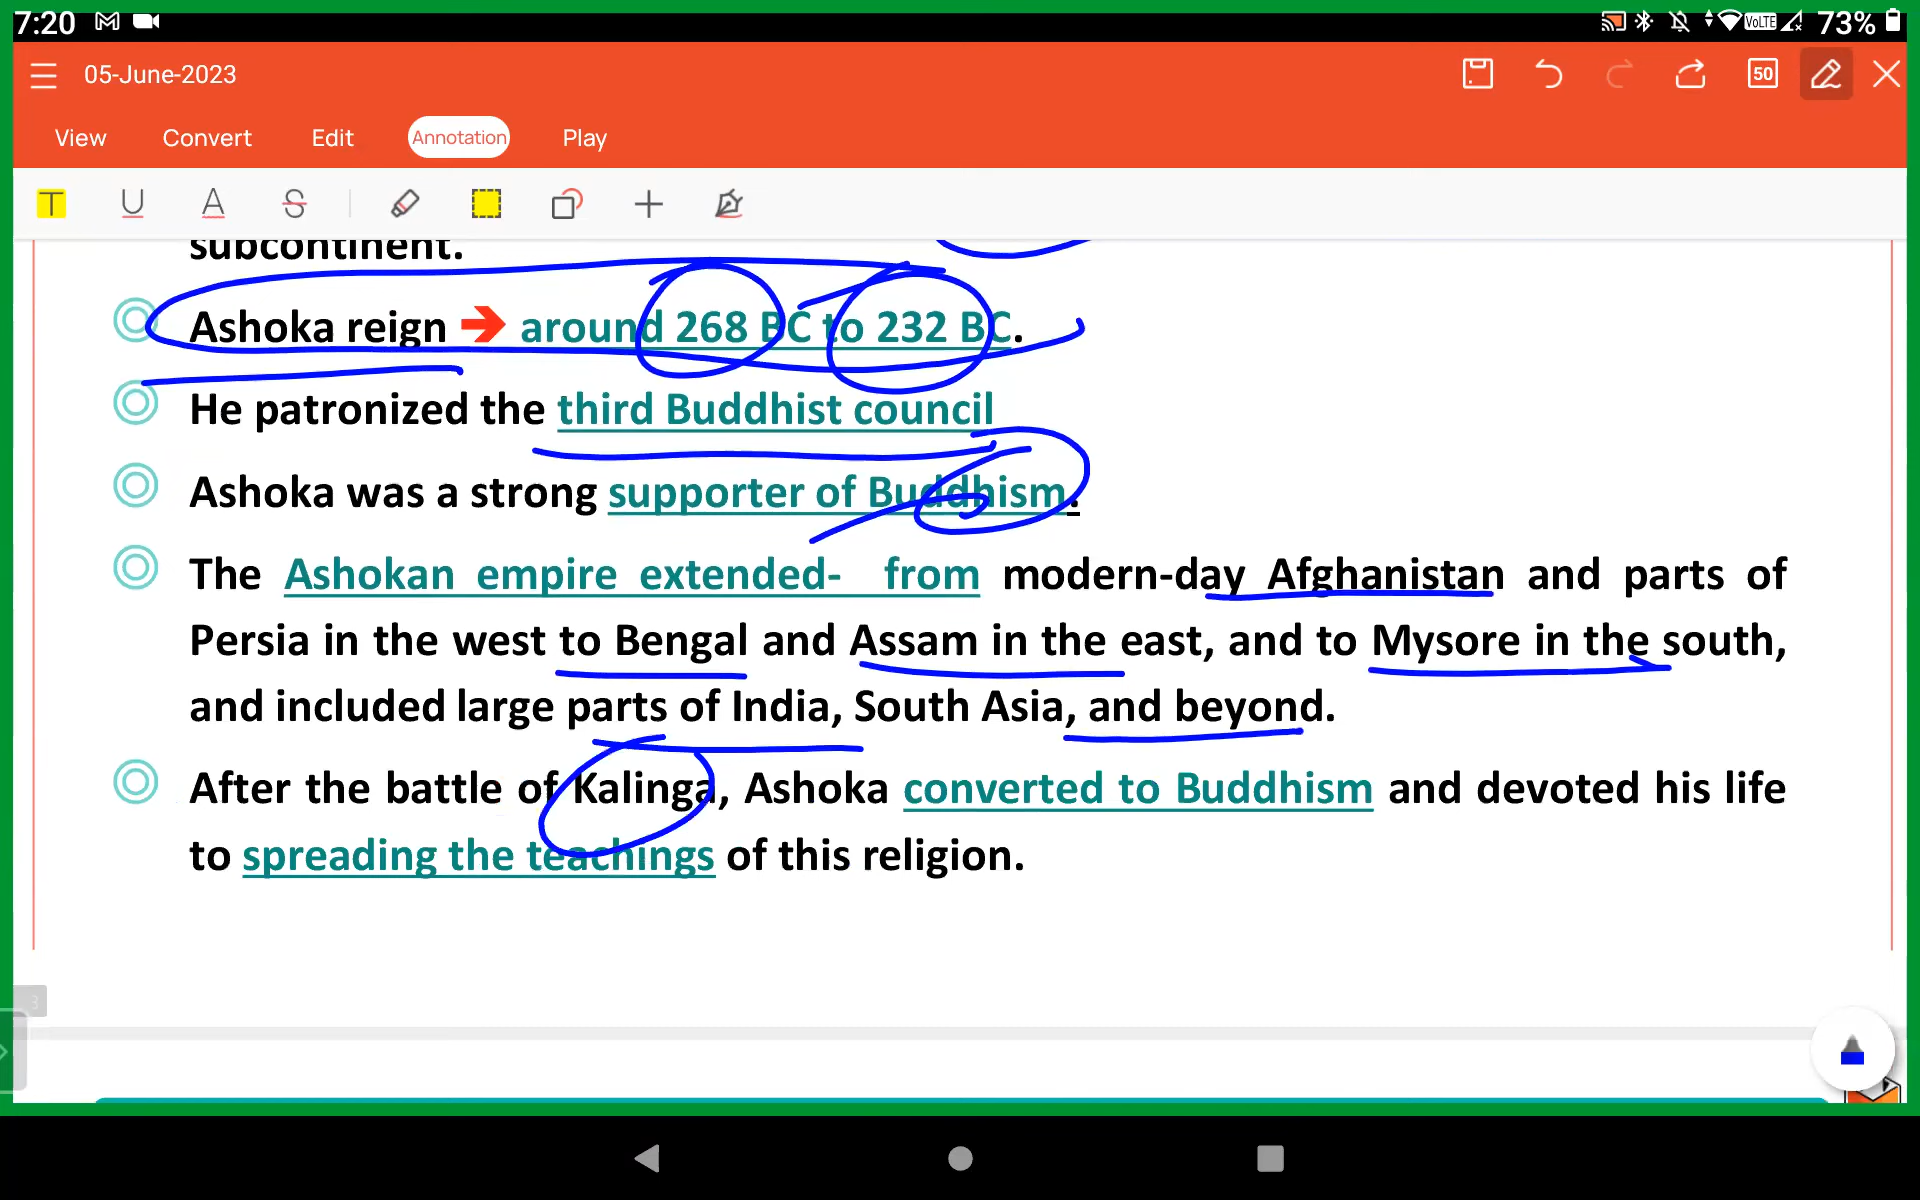 7:20
VoLTE
73%
05-June-2023
50
View Convert Edit Annotation Play
T U A S
subcontinent.
Ashoka reign around 268 BC to 232 BC.
He patronized the third Buddhist council
Ashoka was a strong supporter of Buddhism.
The Ashokan empire extended- from modern-day Afghanistan and parts of
Persia in the west to Bengal and Assam in the east, and to Mysore in the south,
and included large parts of India, South Asia, and beyond.
After the battle of Kalinga, Ashoka converted to Buddhism and devoted his life
to spreading the teachings of this religion.
3